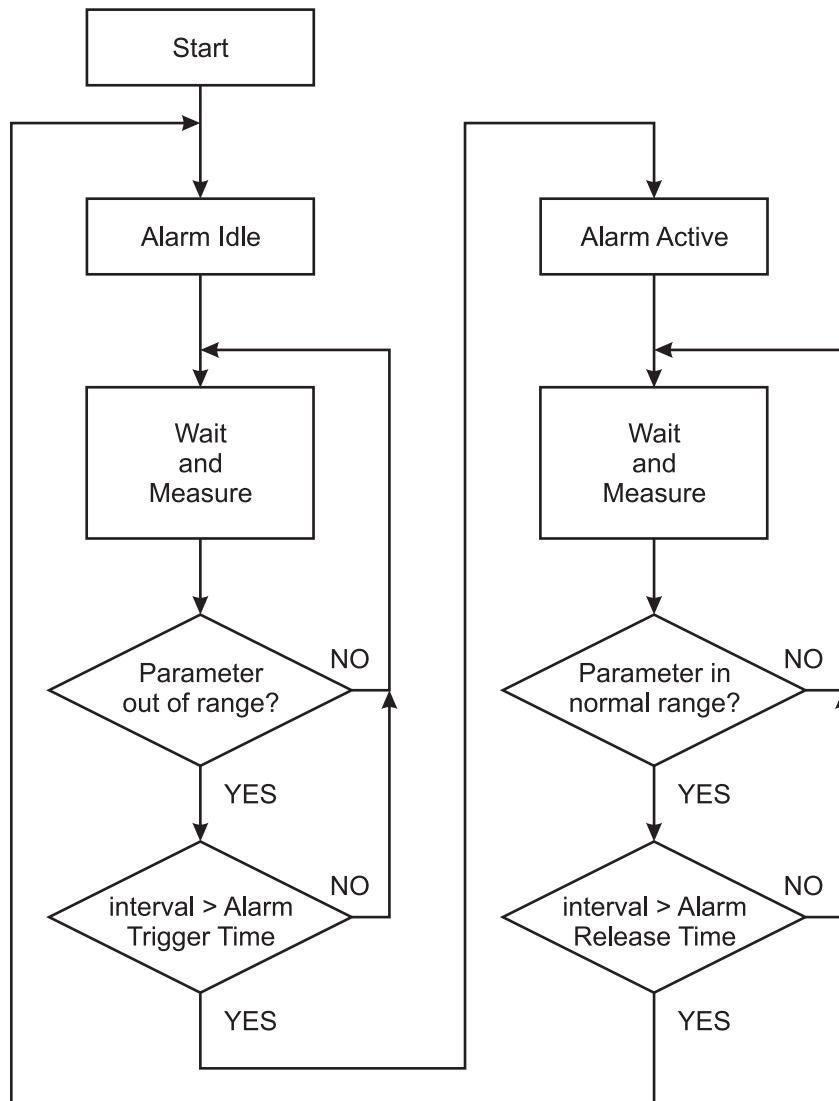 Start
Alarm Idle
Wait
and
Measure
Parameter
out of range?
NO
YES
interval > Alarm
Trigger Time
NO
YES
Alarm Active
Wait
and
Measure
Parameter in
normal range?
NO
YES
interval > Alarm
Release Time
NO
YES